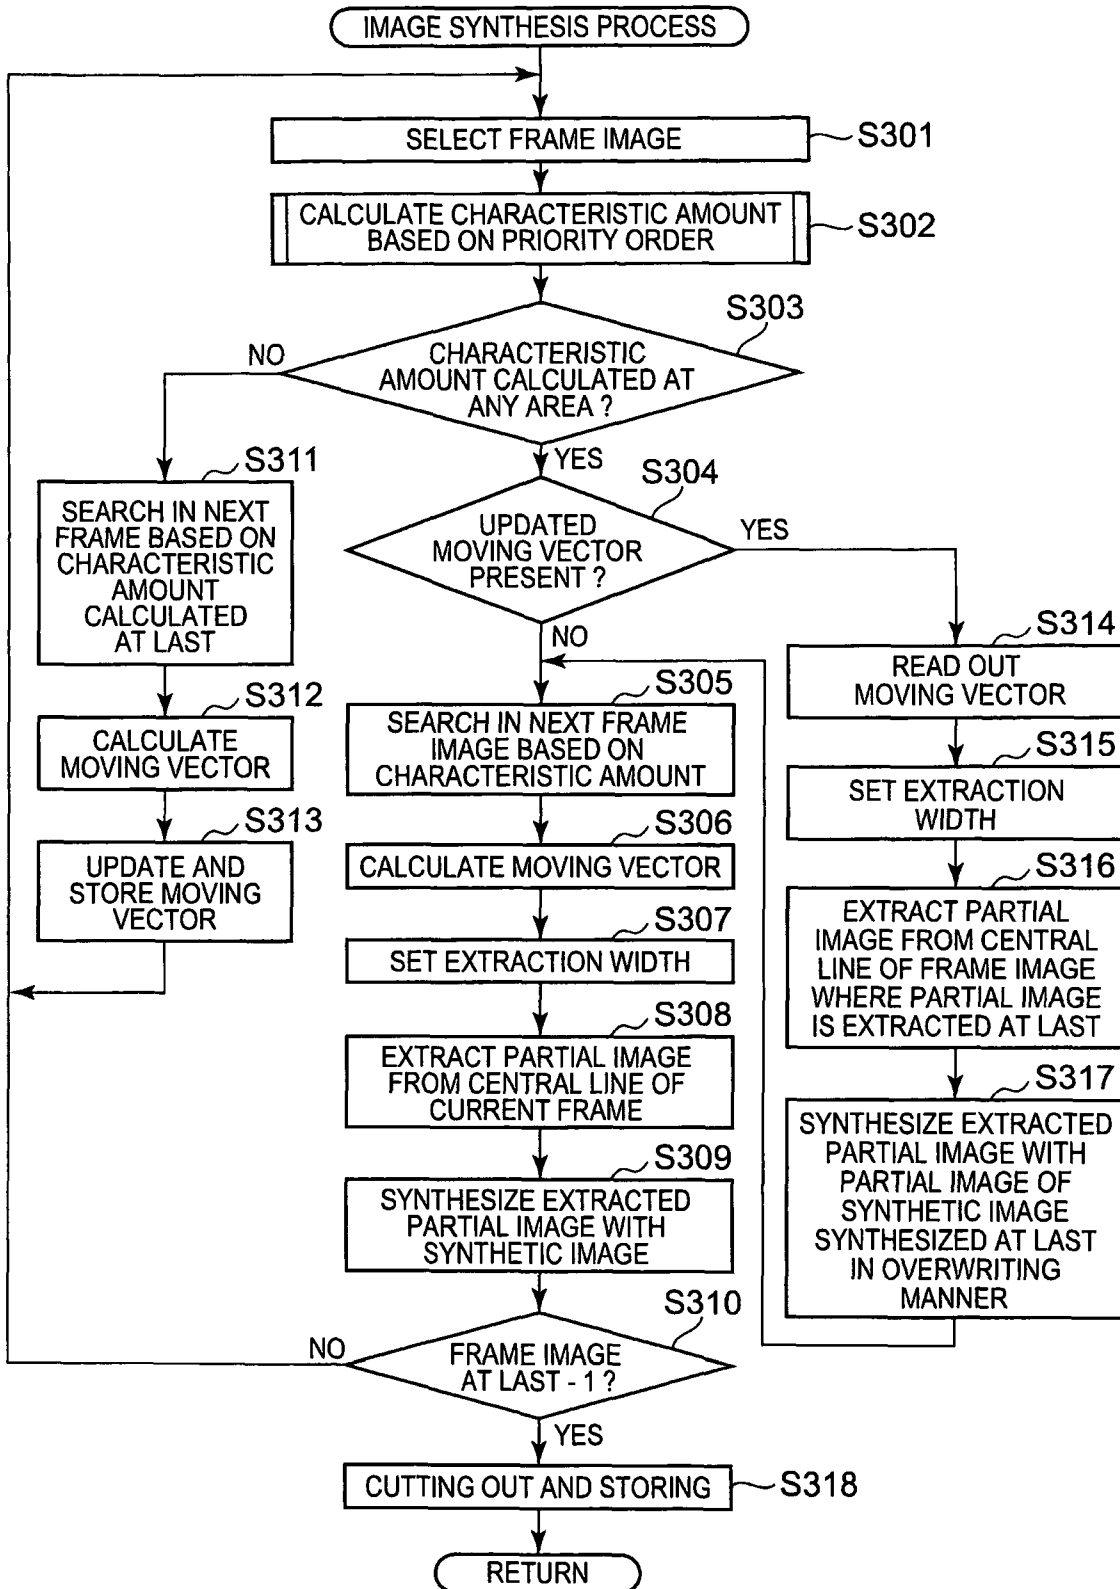 IMAGE SYNTHESIS PROCESS
SELECT FRAME IMAGE
S301
CALCULATE CHARACTERISTIC AMOUNT
BASED ON PRIORITY ORDER
S302
S303
CHARACTERISTIC
AMOUNT CALCULATED AT
ANY AREA ?
NO
YES
S311
SEARCH IN NEXT
FRAME BASED ON
CHARACTERISTIC
AMOUNT
CALCULATED
AT LAST
S312
CALCULATE
MOVING VECTOR
S313
UPDATE AND
STORE MOVING
VECTOR
S304
UPDATED
MOVING VECTOR
PRESENT ?
YES
NO
S305
SEARCH IN NEXT FRAME
IMAGE BASED ON
CHARACTERISTIC AMOUNT
S306
CALCULATE MOVING VECTOR
S307
SET EXTRACTION WIDTH
S308
EXTRACT PARTIAL IMAGE
FROM CENTRAL LINE OF
CURRENT FRAME
S309
SYNTHESIZE EXTRACTED
PARTIAL IMAGE WITH
SYNTHETIC IMAGE
S310
FRAME IMAGE
AT LAST - 1 ?
NO
YES
S314
READ OUT
MOVING VECTOR
S315
SET EXTRACTION
WIDTH
S316
EXTRACT PARTIAL
IMAGE FROM CENTRAL
LINE OF FRAME IMAGE
WHERE PARTIAL IMAGE
IS EXTRACTED AT LAST
S317
SYNTHESIZE EXTRACTED
PARTIAL IMAGE WITH
PARTIAL IMAGE OF
SYNTHETIC IMAGE
SYNTHESIZED AT LAST
IN OVERWRITING
MANNER
CUTTING OUT AND STORING
S318
RETURN